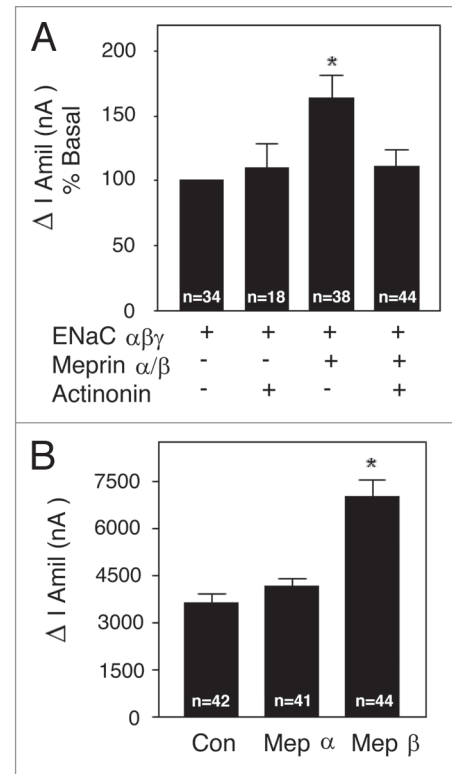 A
Δ I Amil (nA )
% Basal
200
150
100
50
0
*
n=34 n=18 n=38 n=44
ENaC αβγ + + + +
Meprin α/β - - + +
Actinonin - + - +
B
Δ I Amil (nA )
7500
6000
4500
3000
1500
0
*
n=42 n=41 n=44
Con Mep α Mep β